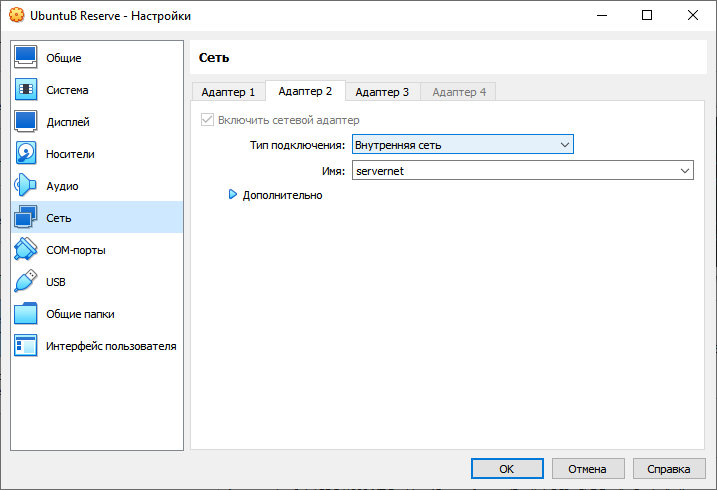 UbuntuB Reserve - Настройки
Общие
Система
Дисплей
Носители
Аудио
Сеть
COM-порты
USB
Общие папки
Интерфейс пользователя
Сеть
Адаптер 1 Адаптер 2 Адаптер 3 Адаптер 4
Включить сетевой адаптер
Тип подключения: Внутренняя сеть
Имя: servernet
Дополнительно
OK Отмена Справка